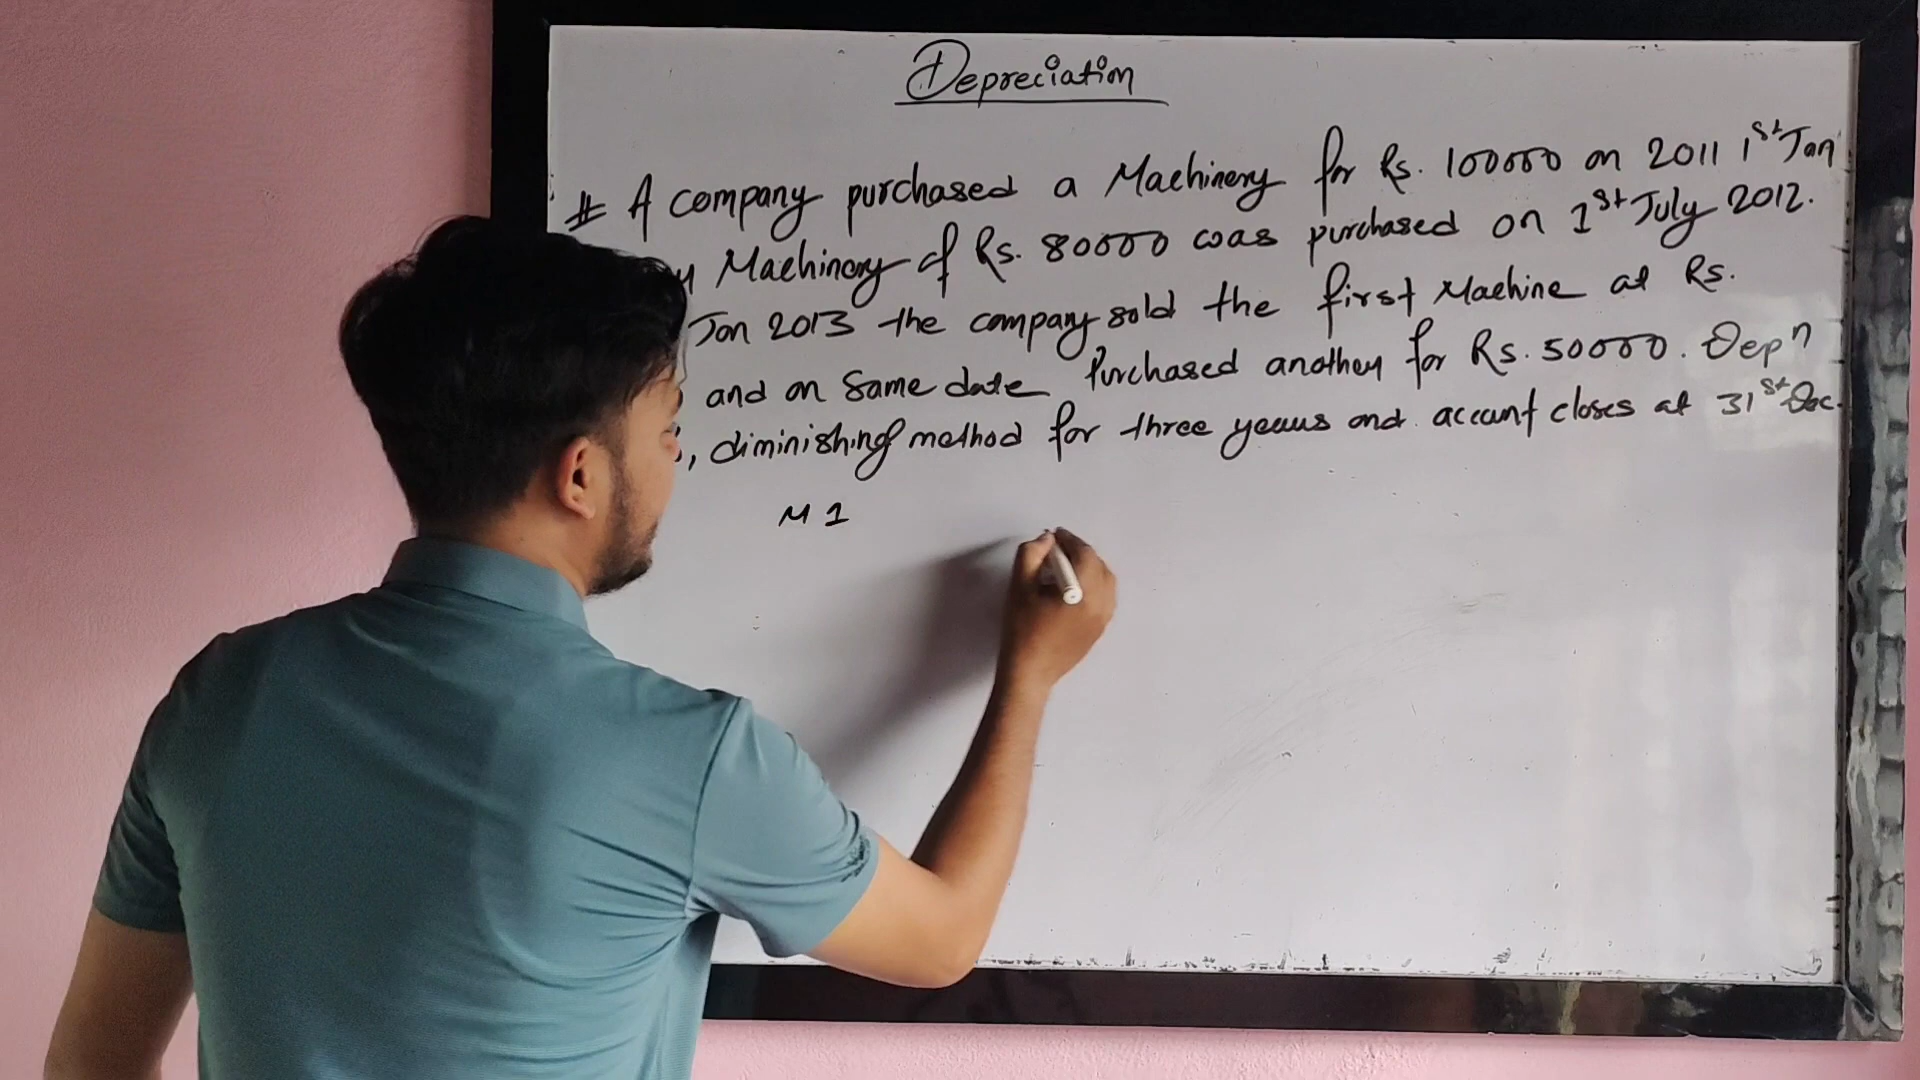 Depreciation
# A company purchased a Machinery for Rs. 100000 on 2011 1st Jan
Machinery of Rs. 80000 was purchased on 1st July 2012.
Jan 2013 the company sold the first Machine at Rs.
and on same date Purchased another for Rs. 50000. Depn
, diminishing method for three years and account closes at 31st Dec.
M 1